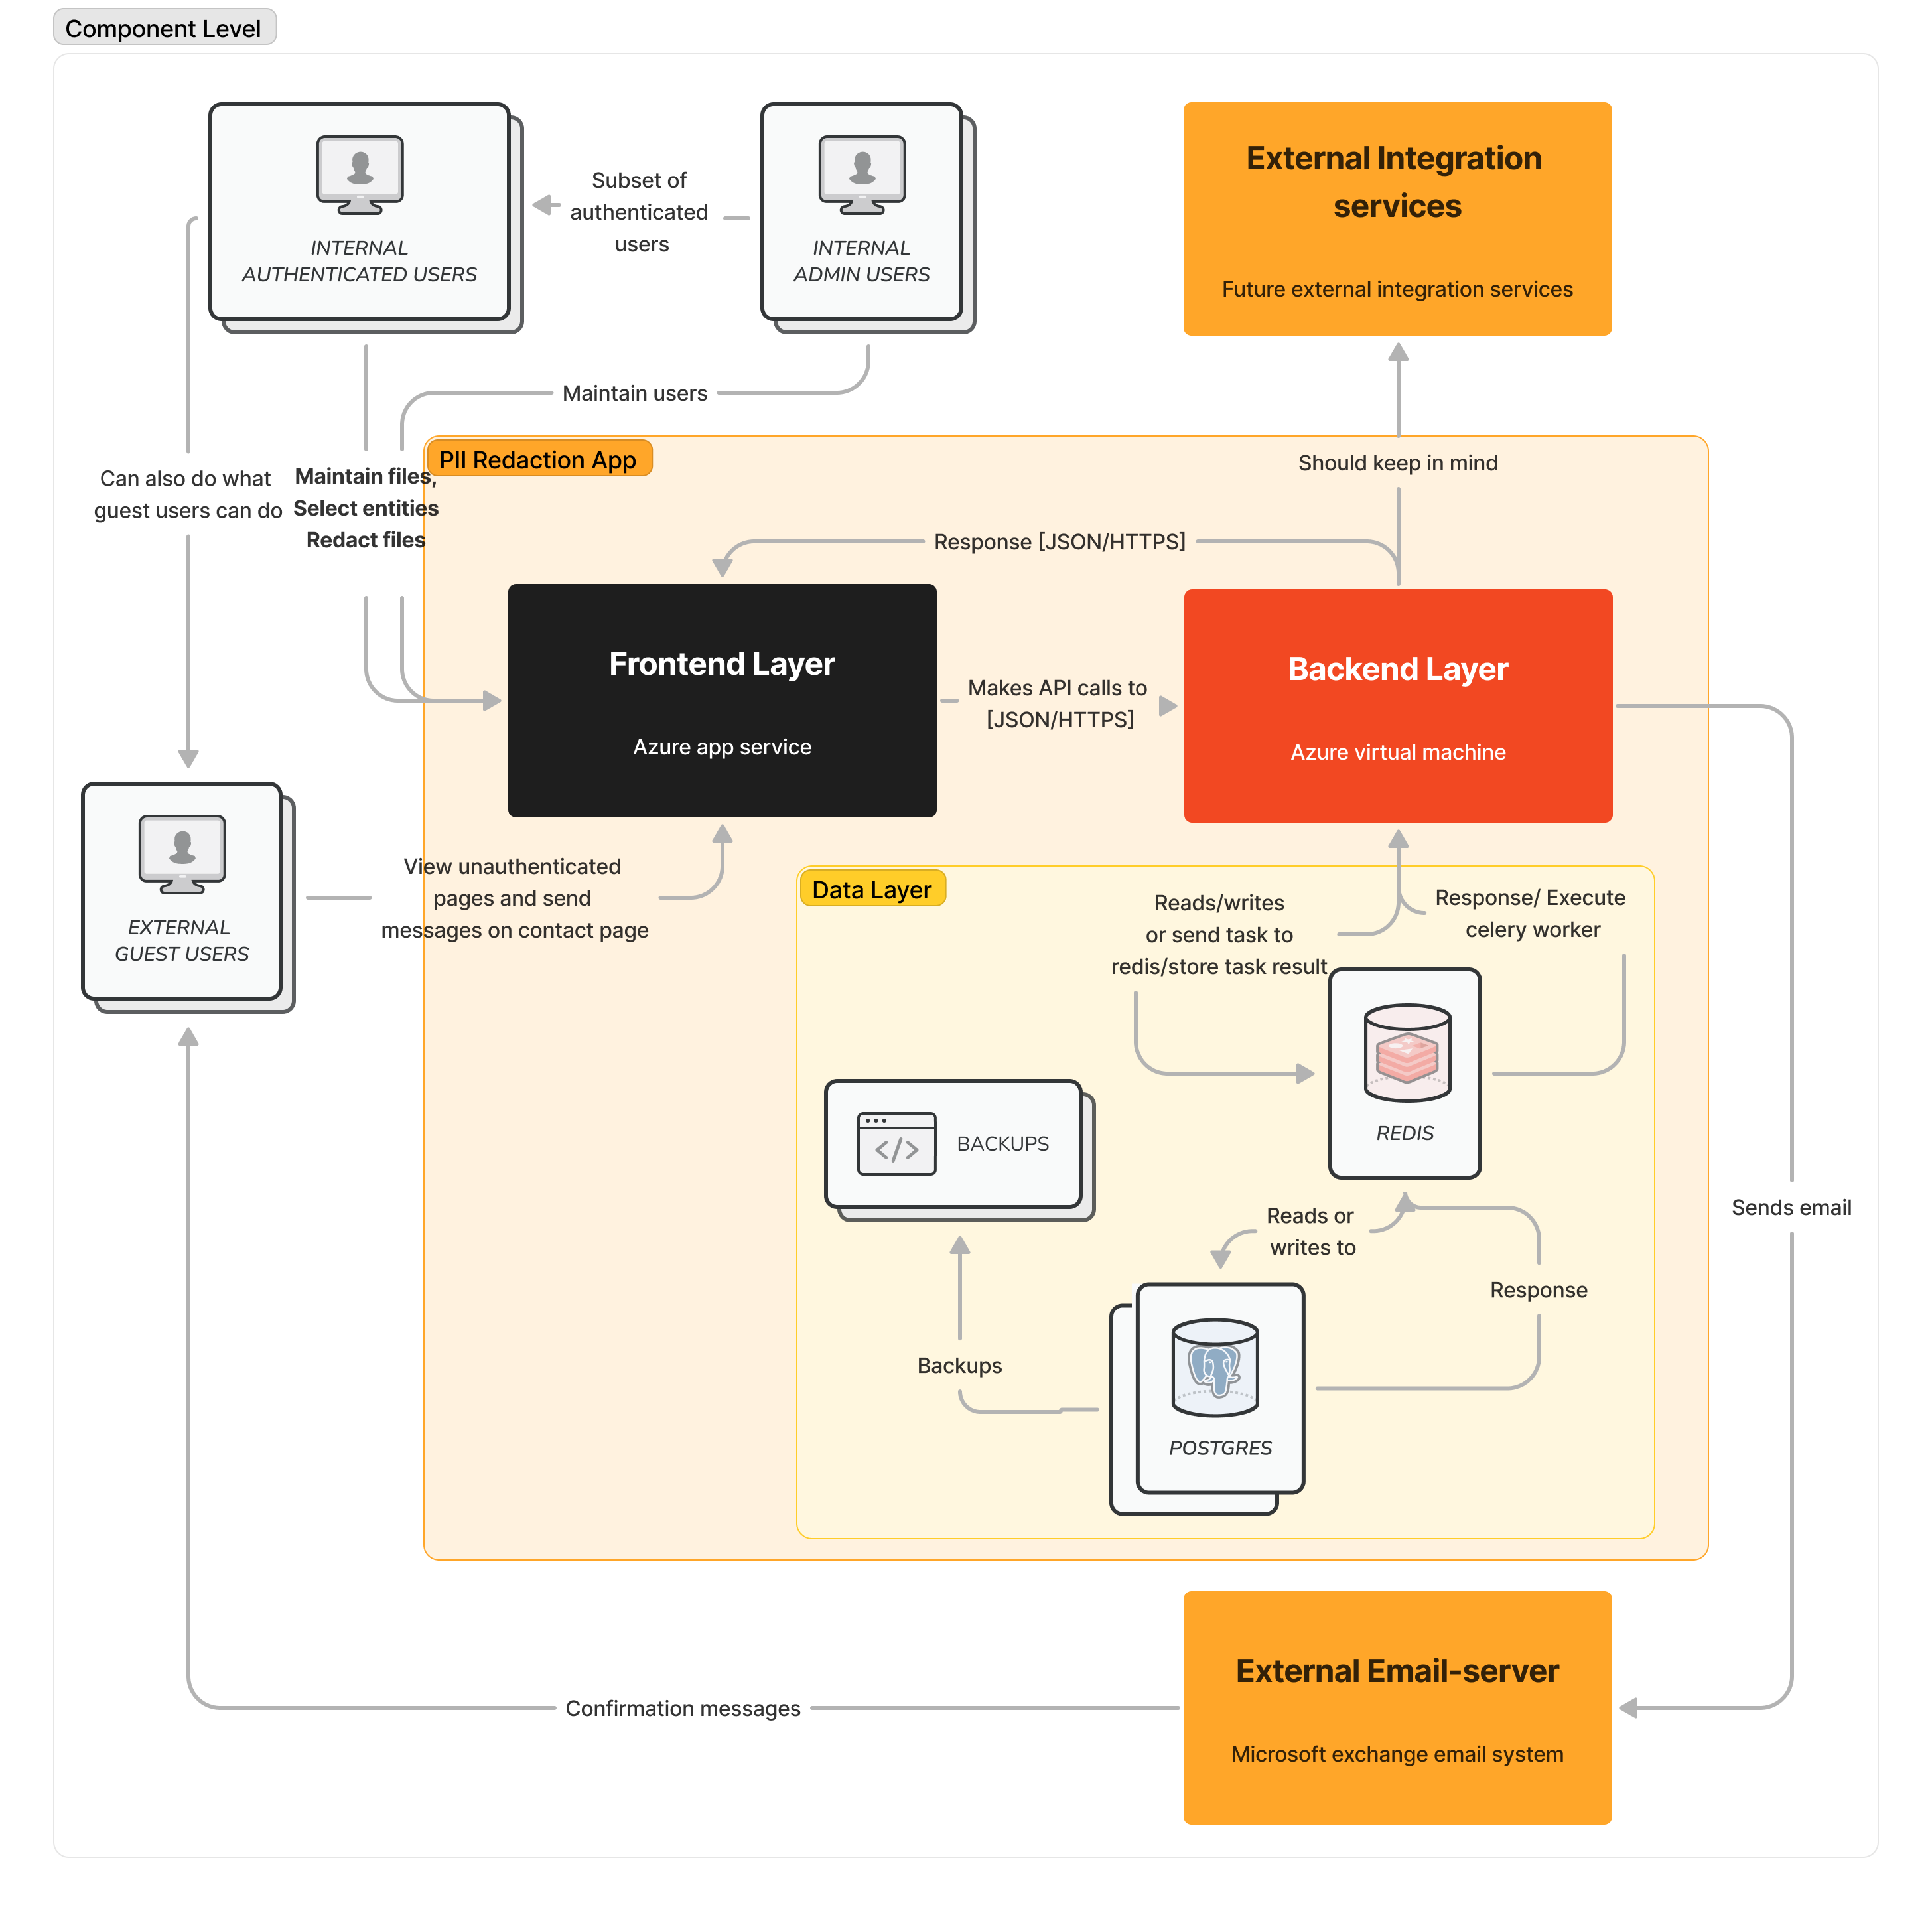 Component Level
INTERNAL
AUTHENTICATED USERS
Subset of
authenticated
users
INTERNAL
ADMIN USERS
External Integration
services
Future external integration services
Maintain users
PII Redaction App
Should keep in mind
Can also do what
guest users can do
Maintain files,
Select entities
Redact files
Response [JSON/HTTPS]
Frontend Layer
Azure app service
Makes API calls to
[JSON/HTTPS]
Backend Layer
Azure virtual machine
EXTERNAL
GUEST USERS
View unauthenticated
pages and send
messages on contact page
Data Layer
Reads/writes
or send task to
redis/store task result
Response/ Execute
celery worker
REDIS
</>
BACKUPS
Reads or
writes to
Sends email
Response
Backups
POSTGRES
External Email-server
Microsoft exchange email system
Confirmation messages